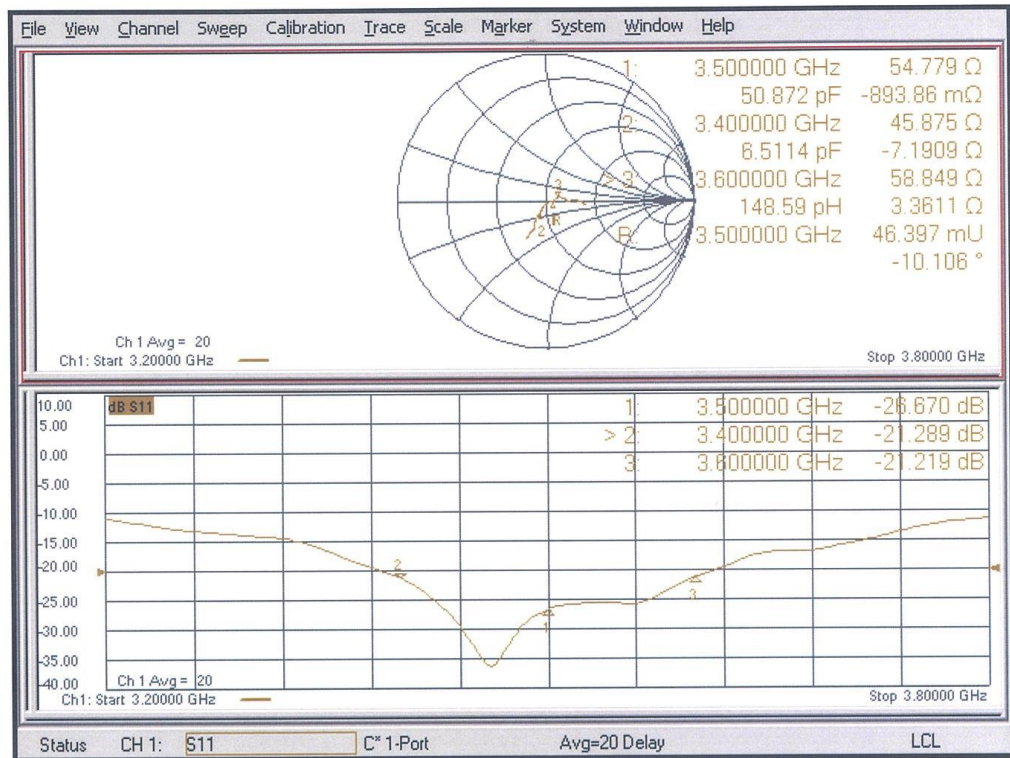 File View Channel Sweep Calibration Trace Scale Marker System Window Help
1: 3.500000 GHz 54.779 Ω
50.872 pF -893.86 mΩ
2: 3.400000 GHz 45.875 Ω
6.5114 pF -7.1909 Ω
> 3: 3.600000 GHz 58.849 Ω
148.59 pH 3.3611 Ω
R: 3.500000 GHz 46.397 mU
-10.106 °
3
2
R
Ch 1 Avg = 20
Ch1: Start 3.20000 GHz
Stop 3.80000 GHz
10.00
5.00
0.00
-5.00
-10.00
-15.00
-20.00
-25.00
-30.00
-35.00
-40.00
dB S11
1: 3.500000 GHz -26.670 dB
> 2: 3.400000 GHz -21.289 dB
3: 3.600000 GHz -21.219 dB
2
1
3
Ch 1 Avg = 20
Ch1: Start 3.20000 GHz
Stop 3.80000 GHz
Status CH 1: S11 C* 1-Port Avg=20 Delay LCL